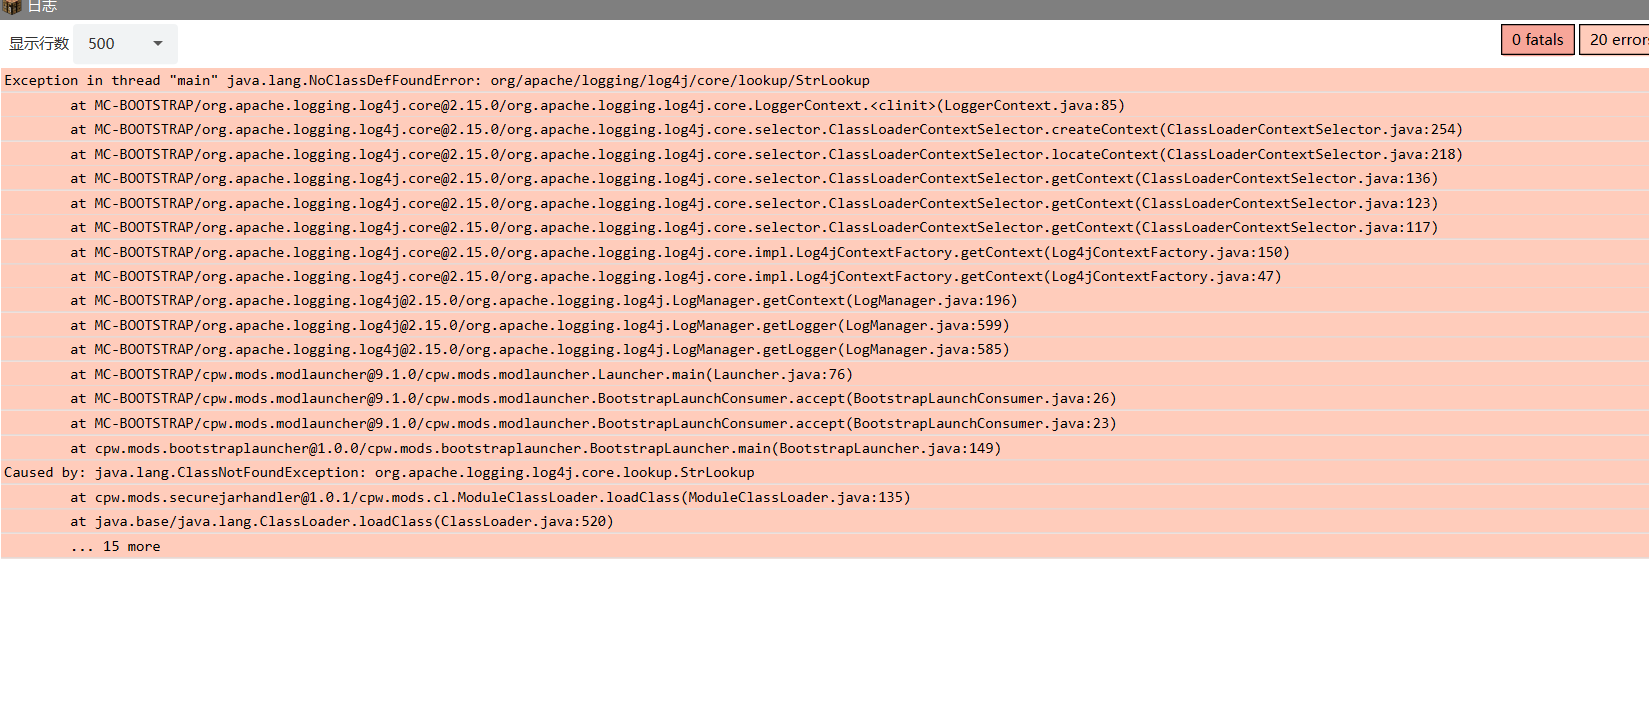 日志
显示行数 500 0 fatals 20 errors
Exception in thread "main" java.lang.NoClassDefFoundError: org/apache/logging/log4j/core/lookup/StrLookup
at MC-BOOTSTRAP/org.apache.logging.log4j.core@2.15.0/org.apache.logging.log4j.core.LoggerContext.<clinit>(LoggerContext.java:85)
at MC-BOOTSTRAP/org.apache.logging.log4j.core@2.15.0/org.apache.logging.log4j.core.selector.ClassLoaderContextSelector.createContext(ClassLoaderContextSelector.java:254)
at MC-BOOTSTRAP/org.apache.logging.log4j.core@2.15.0/org.apache.logging.log4j.core.selector.ClassLoaderContextSelector.locateContext(ClassLoaderContextSelector.java:218)
at MC-BOOTSTRAP/org.apache.logging.log4j.core@2.15.0/org.apache.logging.log4j.core.selector.ClassLoaderContextSelector.getContext(ClassLoaderContextSelector.java:136)
at MC-BOOTSTRAP/org.apache.logging.log4j.core@2.15.0/org.apache.logging.log4j.core.selector.ClassLoaderContextSelector.getContext(ClassLoaderContextSelector.java:123)
at MC-BOOTSTRAP/org.apache.logging.log4j.core@2.15.0/org.apache.logging.log4j.core.selector.ClassLoaderContextSelector.getContext(ClassLoaderContextSelector.java:117)
at MC-BOOTSTRAP/org.apache.logging.log4j.core@2.15.0/org.apache.logging.log4j.core.impl.Log4jContextFactory.getContext(Log4jContextFactory.java:150)
at MC-BOOTSTRAP/org.apache.logging.log4j.core@2.15.0/org.apache.logging.log4j.core.impl.Log4jContextFactory.getContext(Log4jContextFactory.java:47)
at MC-BOOTSTRAP/org.apache.logging.log4j@2.15.0/org.apache.logging.log4j.LogManager.getContext(LogManager.java:196)
at MC-BOOTSTRAP/org.apache.logging.log4j@2.15.0/org.apache.logging.log4j.LogManager.getLogger(LogManager.java:599)
at MC-BOOTSTRAP/org.apache.logging.log4j@2.15.0/org.apache.logging.log4j.LogManager.getLogger(LogManager.java:585)
at MC-BOOTSTRAP/cpw.mods.modlauncher@9.1.0/cpw.mods.modlauncher.Launcher.main(Launcher.java:76)
at MC-BOOTSTRAP/cpw.mods.modlauncher@9.1.0/cpw.mods.modlauncher.BootstrapLaunchConsumer.accept(BootstrapLaunchConsumer.java:26)
at MC-BOOTSTRAP/cpw.mods.modlauncher@9.1.0/cpw.mods.modlauncher.BootstrapLaunchConsumer.accept(BootstrapLaunchConsumer.java:23)
at cpw.mods.bootstraplauncher@1.0.0/cpw.mods.bootstraplauncher.BootstrapLauncher.main(BootstrapLauncher.java:149)
Caused by: java.lang.ClassNotFoundException: org.apache.logging.log4j.core.lookup.StrLookup
at cpw.mods.securejarhandler@1.0.1/cpw.mods.cl.ModuleClassLoader.loadClass(ModuleClassLoader.java:135)
at java.base/java.lang.ClassLoader.loadClass(ClassLoader.java:520)
... 15 more